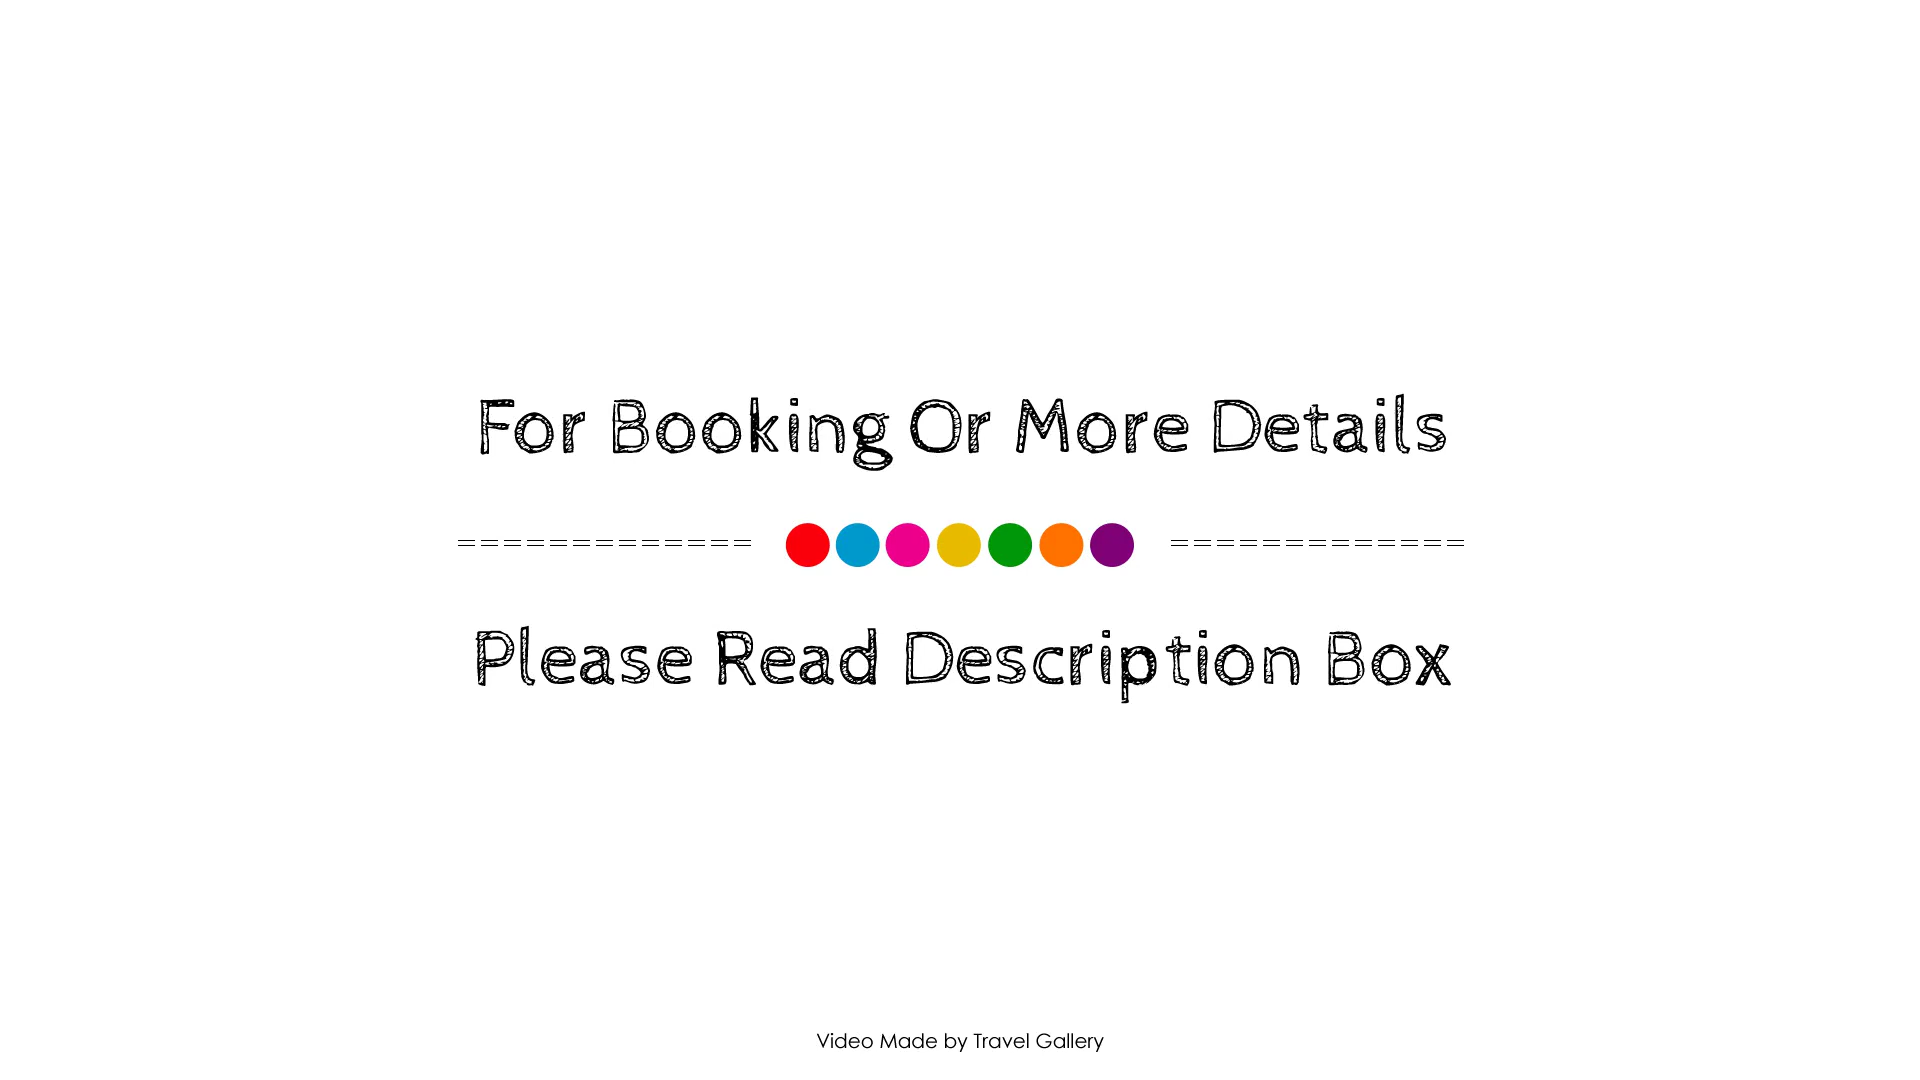 For Booking Or More Details
============= =============
Please Read Description Box
Video Made by Travel Gallery